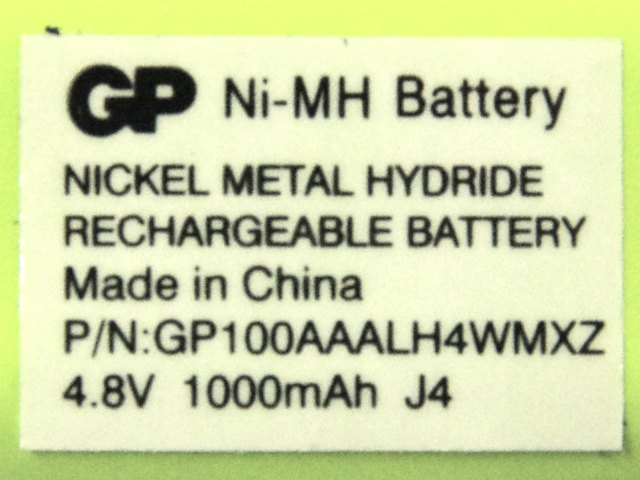 GP Ni-MH Battery
NICKEL METAL HYDRIDE
RECHARGEABLE BATTERY
Made in China
P/N:GP100AAALH4WMXZ
4.8V 1000mAh J4